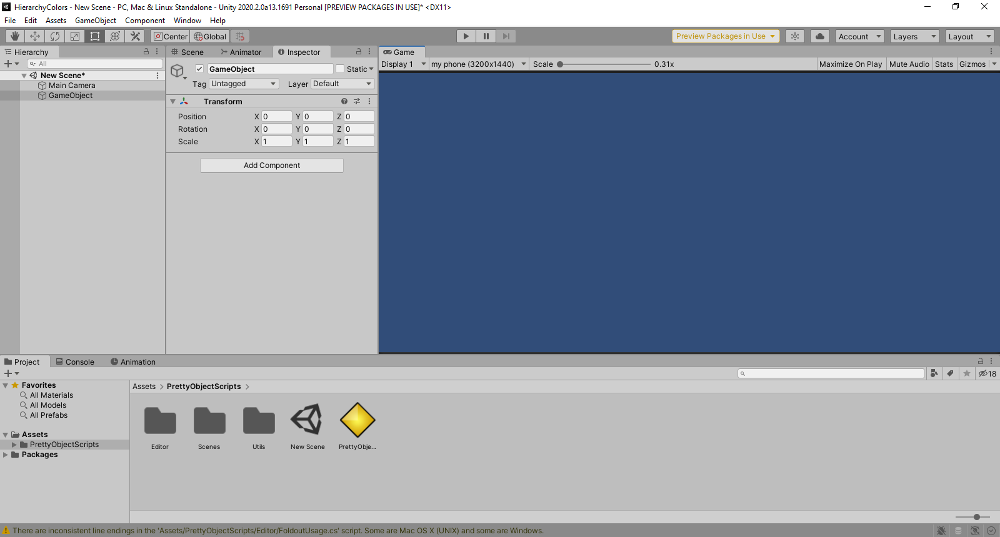 HierarchyColors - New Scene - PC, Mac & Linux Standalone - Unity 2020.2.0a13.1691 Personal [PREVIEW PACKAGES IN USE]* <DX11>
File Edit Assets GameObject Component Window Help
Center Global Preview Packages in Use Account Layers Layout
Hierarchy
All
New Scene*
Main Camera
GameObject
Scene Animator Inspector
GameObject Static
Tag Untagged Layer Default
Transform
Position X 0 Y 0 Z 0
Rotation X 0 Y 0 Z 0
Scale X 1 Y 1 Z 1
Add Component
Game
Display 1 my phone (3200x1440) Scale 0.31x Maximize On Play Mute Audio Stats Gizmos
Project Console Animation
18
Favorites
All Materials
All Models
All Prefabs
Assets
PrettyObjectScripts
Packages
Assets > PrettyObjectScripts >
Editor Scenes Utils New Scene PrettyObje...
There are inconsistent line endings in the 'Assets/PrettyObjectScripts/Editor/FoldoutUsage.cs' script. Some are Mac OS X (UNIX) and some are Windows.